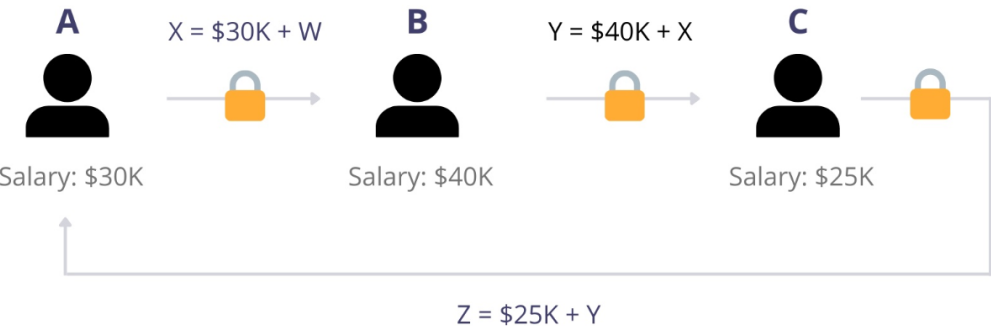 A
X = $30K + W
B
Y = $40K + X
C
Salary: $30K
Salary: $40K
Salary: $25K
Z = $25K + Y